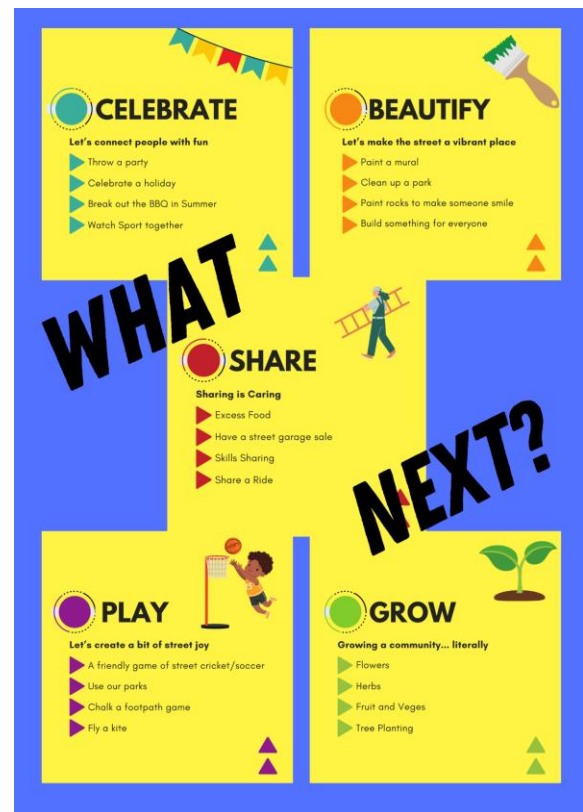 CELEBRATE
Let's connect people with fun
Throw a party
Celebrate a holiday
Break out the BBQ in Summer
Watch Sport together
BEAUTIFY
Let's make the street a vibrant place
Paint a mural
Clean up a park
Paint rocks to make someone smile
Build something for everyone
WHAT
SHARE
Sharing is Caring
Excess Food
Have a street garage sale
Skills Sharing
Share a Ride
NEXT?
PLAY
Let's create a bit of street joy
A friendly game of street cricket/soccer
Use our parks
Chalk a footpath game
Fly a kite
GROW
Growing a community... literally
Flowers
Herbs
Fruit and Veges
Tree Planting